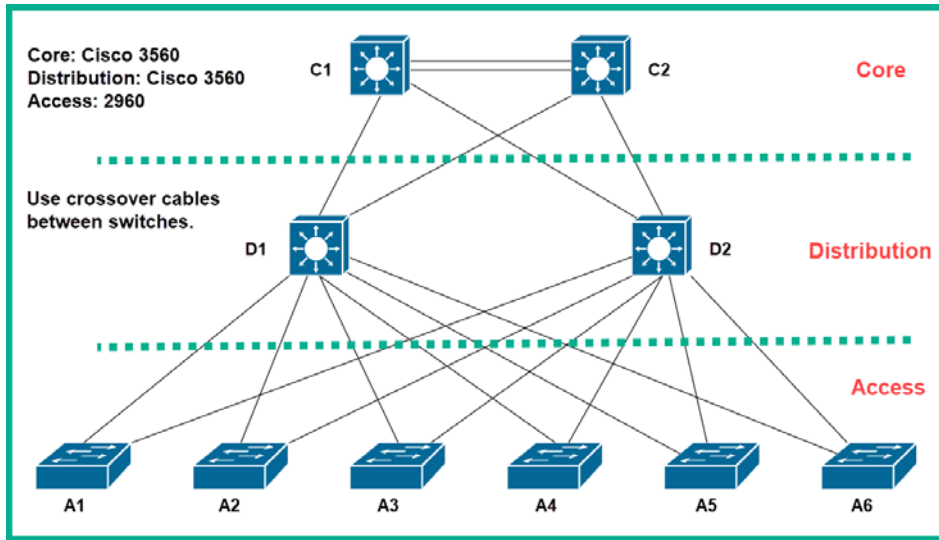 Core: Cisco 3560
Distribution: Cisco 3560
Access: 2960
C1
C2
Core
Use crossover cables
between switches.
D1
D2
Distribution
Access
A1
A2
A3
A4
A5
A6